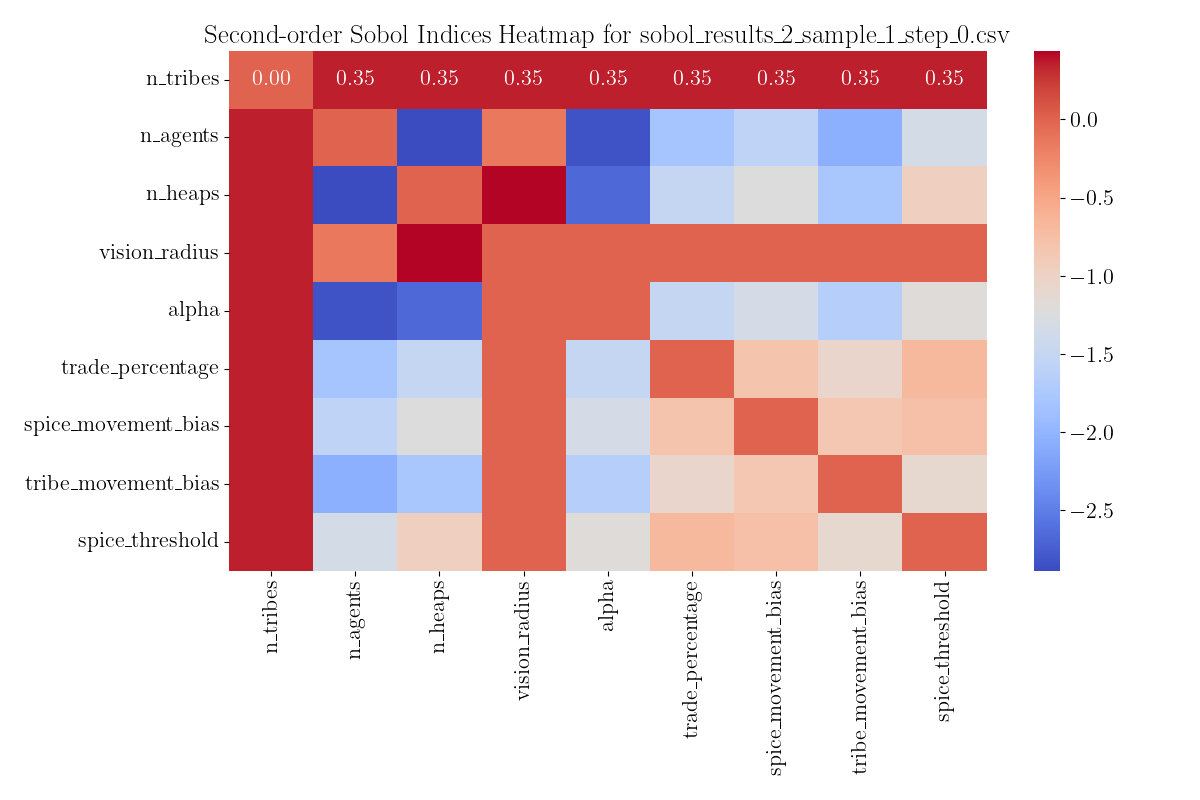 Second-order Sobol Indices Heatmap for sobol_results_2_sample_1_step_0.csv
n_tribes 0.00 0.35 0.35 0.35 0.35 0.35 0.35 0.35 0.35
n_agents
n_heaps
vision_radius
alpha
trade_percentage
spice_movement_bias
tribe_movement_bias
spice_threshold
n_tribes
n_agents
n_heaps
vision_radius
alpha
trade_percentage
spice_movement_bias
tribe_movement_bias
spice_threshold
0.0
−0.5
−1.0
−1.5
−2.0
−2.5